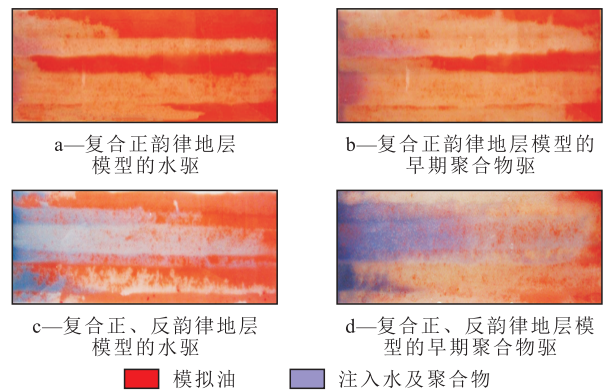 a—复合正韵律地层
模型的水驱
b—复合正韵律地层模型的
早期聚合物驱
c—复合正、反韵律地层
模型的水驱
d—复合正、反韵律地层模
型的早期聚合物驱
模拟油
注入水及聚合物